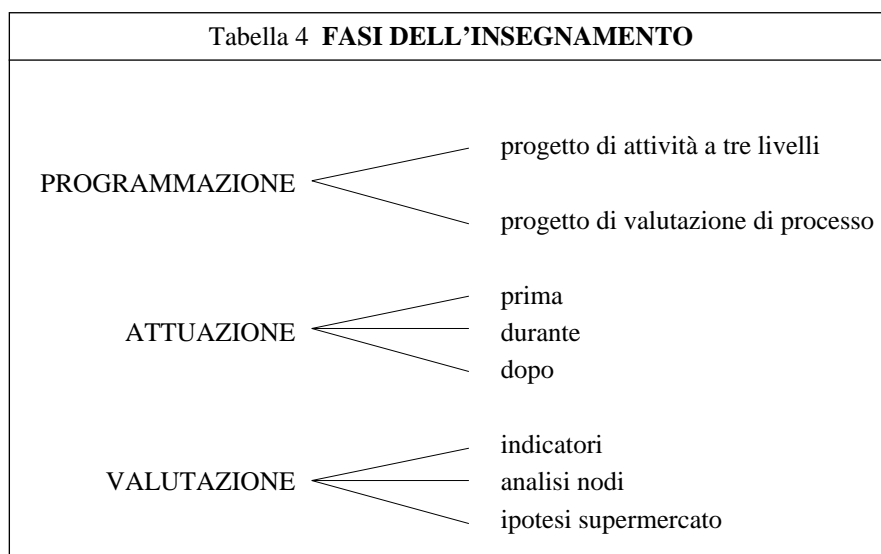 Tabella 4 FASI DELL'INSEGNAMENTO
progetto di attività a tre livelli
PROGRAMMAZIONE
progetto di valutazione di processo
prima
ATTUAZIONE
durante
dopo
indicatori
VALUTAZIONE
analisi nodi
ipotesi supermercato